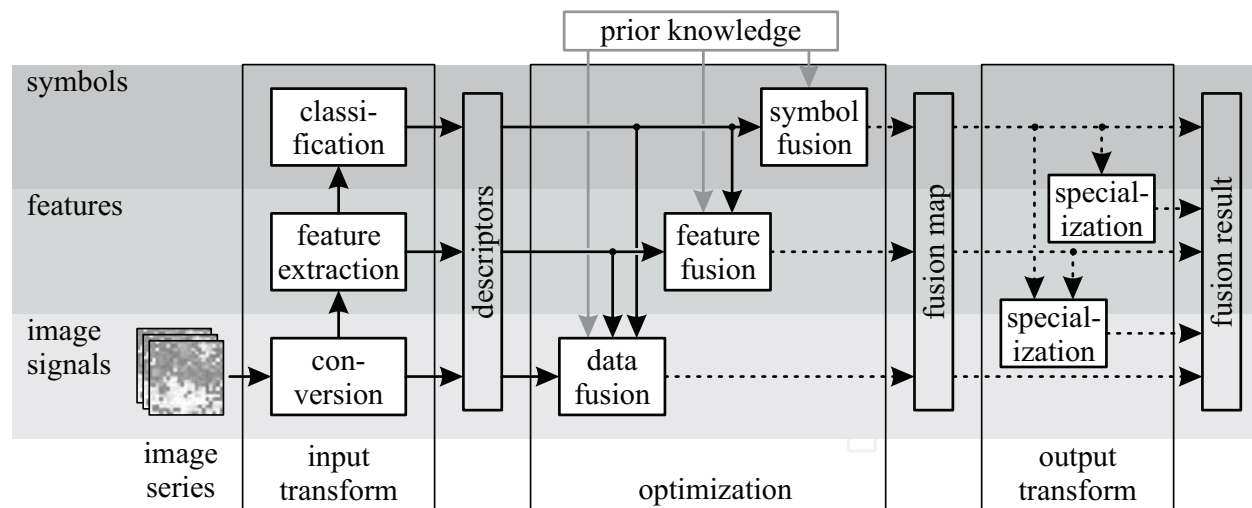 prior knowledge
symbols
classi-
fication
symbol
fusion
features
feature
extraction
descriptors
feature
fusion
fusion map
special-
ization
fusion result
image
signals
con-
version
data
fusion
special-
ization
image
series
input
transform
optimization
output
transform